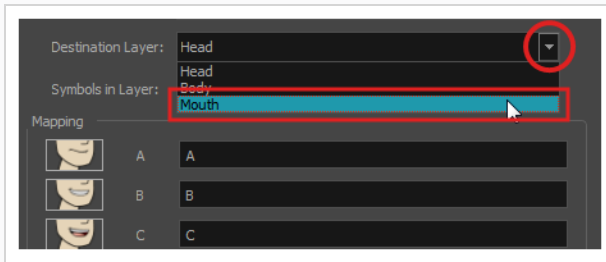 Destination Layer: Head
Head
Symbols in Layer: Body
Mouth
Mapping
A A
B B
C C